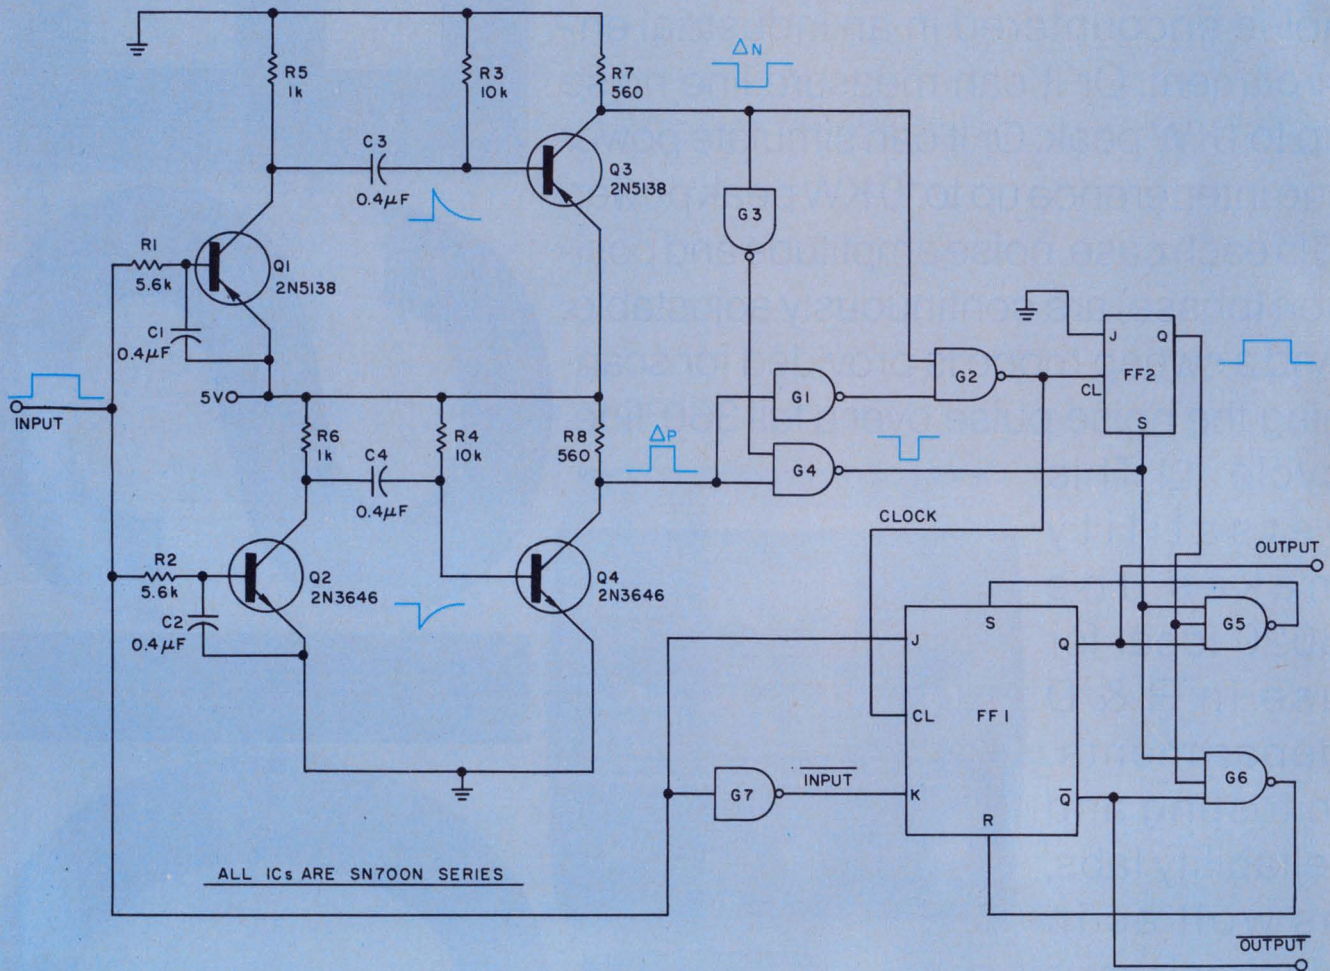 R5
1k
R3
10k
R7
560
ΔN
C3
0.4μF
Q3
2N5138
G3
R1
5.6k
Q1
2N5138
C1
0.4μF
J
Q
CL
FF2
S
INPUT
5V
R6
1k
C4
0.4μF
R4
10k
R8
560
ΔP
G1
G2
G4
CLOCK
OUTPUT
R2
5.6k
Q2
2N3646
C2
0.4μF
Q4
2N3646
S
J
Q
G5
CL
FF1
G7
INPUT
K
Q
R
G6
ALL ICs ARE SN700N SERIES
OUTPUT